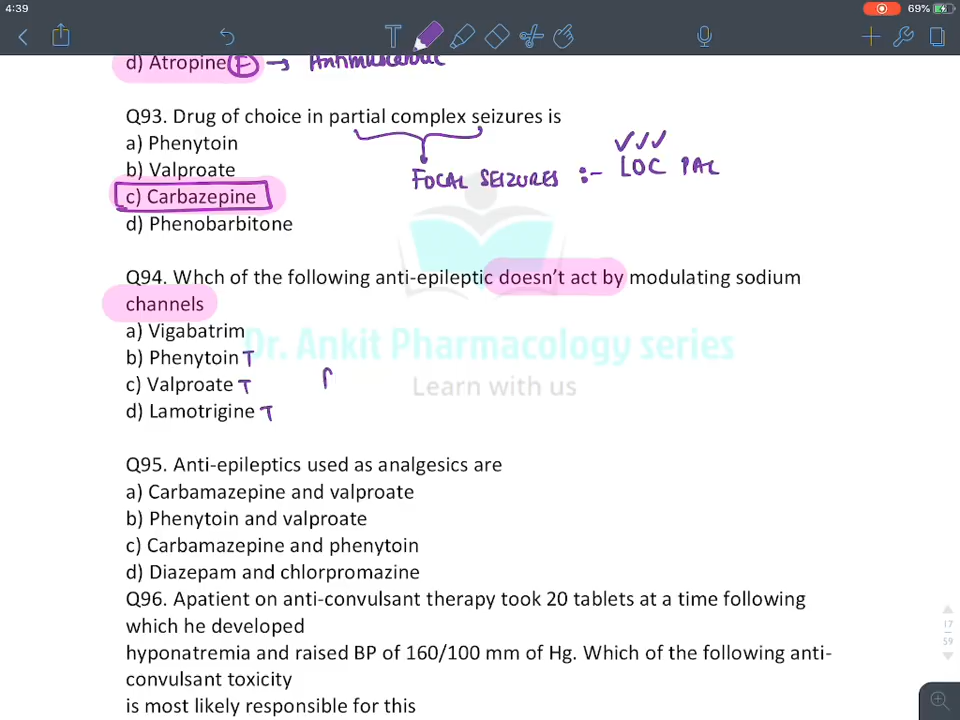 4:39
69%
T
d) Atropine F → Antimuscarinic
Q93. Drug of choice in partial complex seizures is
a) Phenytoin
b) Valproate
FOCAL SEIZURES :- LOC PAL
c) Carbazepine
d) Phenobarbitone
Q94. Whch of the following anti-epileptic doesn't act by modulating sodium
channels
a) Vigabatrim
Dr. Ankit Pharmacology series
b) Phenytoin T
c) Valproate T
Learn with us
d) Lamotrigine T
Q95. Anti-epileptics used as analgesics are
a) Carbamazepine and valproate
b) Phenytoin and valproate
c) Carbamazepine and phenytoin
d) Diazepam and chlorpromazine
Q96. Apatient on anti-convulsant therapy took 20 tablets at a time following
which he developed
hyponatremia and raised BP of 160/100 mm of Hg. Which of the following anti-
convulsant toxicity
is most likely responsible for this
17
59